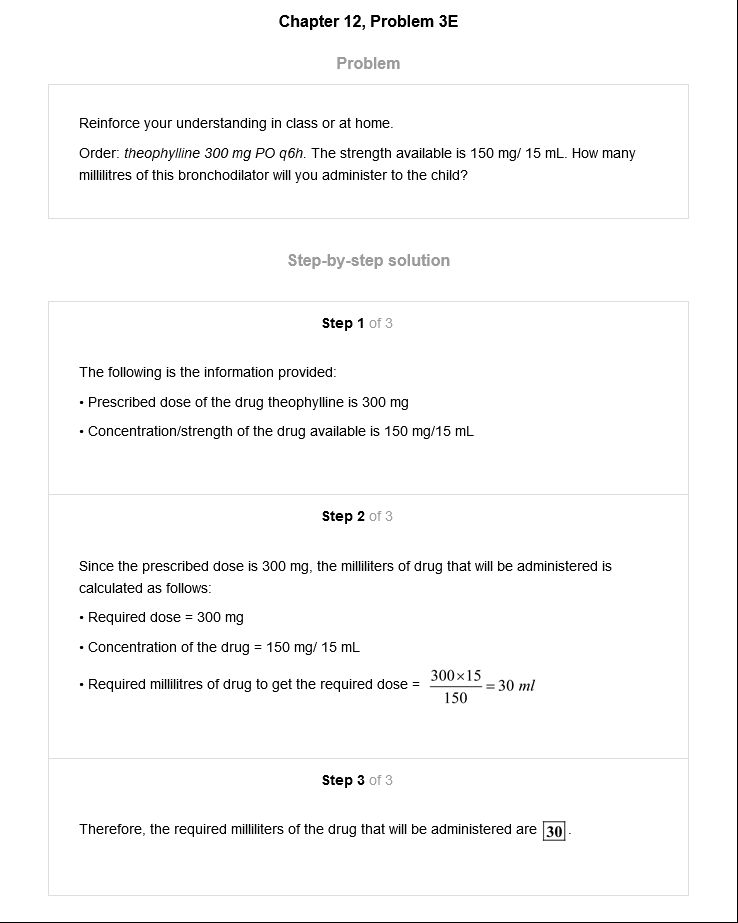 Chapter 12, Problem 3E
Problem
Reinforce your understanding in class or at home.
Order: theophylline 300 mg PO q6h. The strength available is 150 mg/ 15 mL. How many
millilitres of this bronchodilator will you administer to the child?
Step-by-step solution
Step 1 of 3
The following is the information provided:
• Prescribed dose of the drug theophylline is 300 mg
• Concentration/strength of the drug available is 150 mg/15 mL
Step 2 of 3
Since the prescribed dose is 300 mg, the milliliters of drug that will be administered is
calculated as follows:
• Required dose = 300 mg
• Concentration of the drug = 150 mg/ 15 mL
• Required millilitres of drug to get the required dose = 300×15/150 = 30 ml
Step 3 of 3
Therefore, the required milliliters of the drug that will be administered are 30.